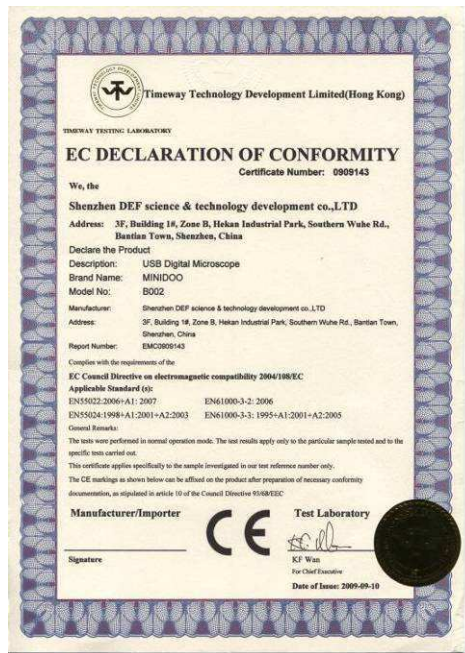 Timeway Technology Development Limited(Hong Kong)
TIMEWAY TESTING LABORATORY
EC DECLARATION OF CONFORMITY
Certificate Number: 0909143
We, the
Shenzhen DEF science & technology development co.,LTD
Address: 3F, Building 1#, Zone B, Hekan Industrial Park, Southern Wuhe Rd.,
Bantian Town, Shenzhen, China
Declare the Product
Description: USB Digital Microscope
Brand Name: MINIDOO
Model No: B002
Manufacturer: Shenzhen DEF science & technology development co.,LTD
Address: 3F, Building 1#, Zone B, Hekan Industrial Park, Southern Wuhe Rd., Bantian Town,
Shenzhen, China
Report Number: EMC0909143
Complies with the requirements of the
EC Council Directive on electromagnetic compatibility 2004/108/EC
Applicable Standard (s):
EN55022:2006+A1: 2007 EN61000-3-2: 2006
EN55024:1998+A1:2001+A2:2003 EN61000-3-3: 1995+A1:2001+A2:2005
General Remarks:
The tests were performed in normal operation mode. The test results apply only to the particular sample tested and to the
specific tests carried out.
This certificate applies specifically to the sample investigated in our test reference number only.
The CE markings as shown below can be affixed on the product after preparation of necessary conformity
documentation, as stipulated in article 10 of the Council Directive 93/68/EEC
Manufacturer/Importer CE Test Laboratory
Signature KF Wan
For Chief Executive
Date of Issue: 2009-09-10